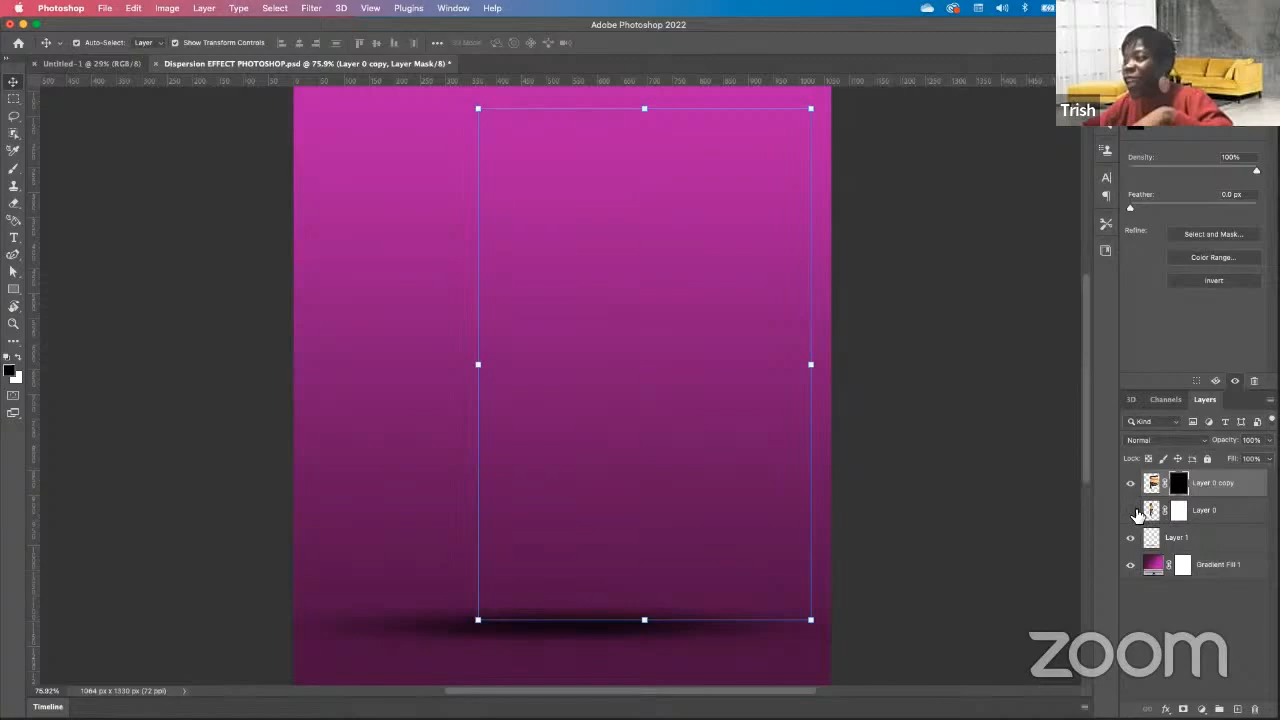 Photoshop File Edit Image Layer Type Select Filter 3D View Plugins Window Help
Adobe Photoshop 2022
Auto-Select: Layer Show Transform Controls 3D Mode:
Untitled-1 @ 29% (RGB/8) Dispersion EFFECT PHOTOSHOP.psd @ 75.9% (Layer 0 copy, Layer Mask/8) *
Trish
Density: 100%
Feather: 0.0 px
Refine: Select and Mask...
Color Range...
Invert
3D Channels Layers
Kind
Normal Opacity: 100%
Lock: Fill: 100%
Layer 0 copy
Layer 0
Layer 1
Gradient Fill 1
zoom
75.92% 1064 px x 1330 px (72 ppi)
Timeline